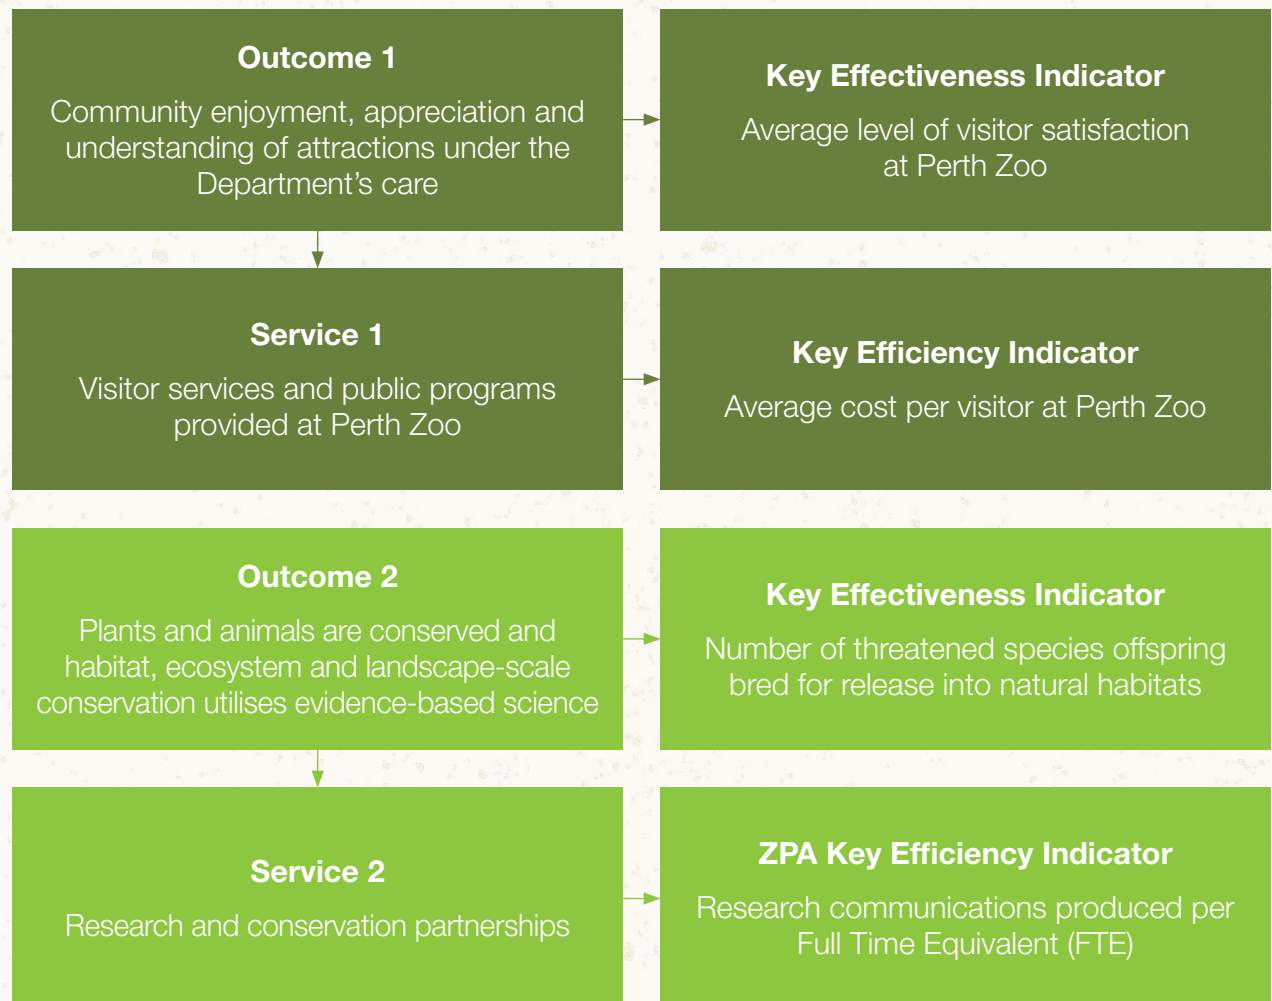 Outcome 1
Community enjoyment, appreciation and
understanding of attractions under the
Department’s care
Key Effectiveness Indicator
Average level of visitor satisfaction
at Perth Zoo
Service 1
Visitor services and public programs
provided at Perth Zoo
Key Efficiency Indicator
Average cost per visitor at Perth Zoo
Outcome 2
Plants and animals are conserved and
habitat, ecosystem and landscape-scale
conservation utilises evidence-based science
Key Effectiveness Indicator
Number of threatened species offspring
bred for release into natural habitats
Service 2
Research and conservation partnerships
ZPA Key Efficiency Indicator
Research communications produced per
Full Time Equivalent (FTE)